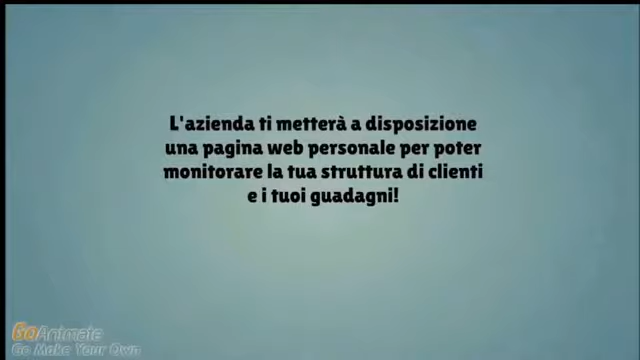 L'azienda ti metterà a disposizione
una pagina web personale per poter
monitorare la tua struttura di clienti
e i tuoi guadagni!
GoAnimate
Go Make Your Own